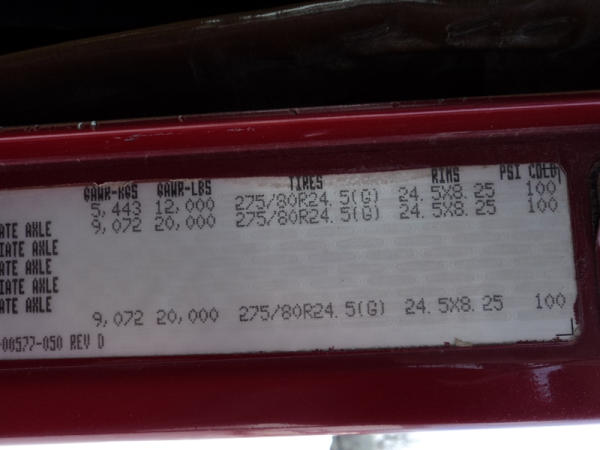 GAWR-KGS GAWR-LBS TIRES RIMS PSI COLD
5,443 12,000 275/80R24.5(G) 24.5X8.25 100
ATE AXLE 9,072 20,000 275/80R24.5(G) 24.5X8.25 100
IATE AXLE
ATE AXLE
IATE AXLE
ATE AXLE
9,072 20,000 275/80R24.5(G) 24.5X8.25 100
-00577-050 REV D